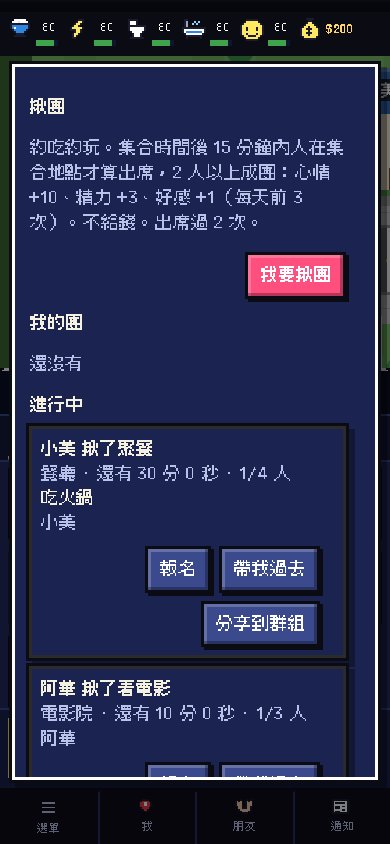 80 80 80 80 80 $200
揪團
約吃約玩。集合時間後 15 分鐘內人在集
合地點才算出席，2 人以上成團：心情
+10、精力 +3、好感 +1（每天前 3
次）。不給錢。出席過 2 次。
我要揪團
我的團
還沒有
進行中
小美 揪了聚餐
餐廳 · 還有 30 分 0 秒 · 1/4 人
吃火鍋
小美
報名 帶我過去
分享到群組
阿華 揪了看電影
電影院 · 還有 10 分 0 秒 · 1/3 人
阿華
選單 我 朋友 通知